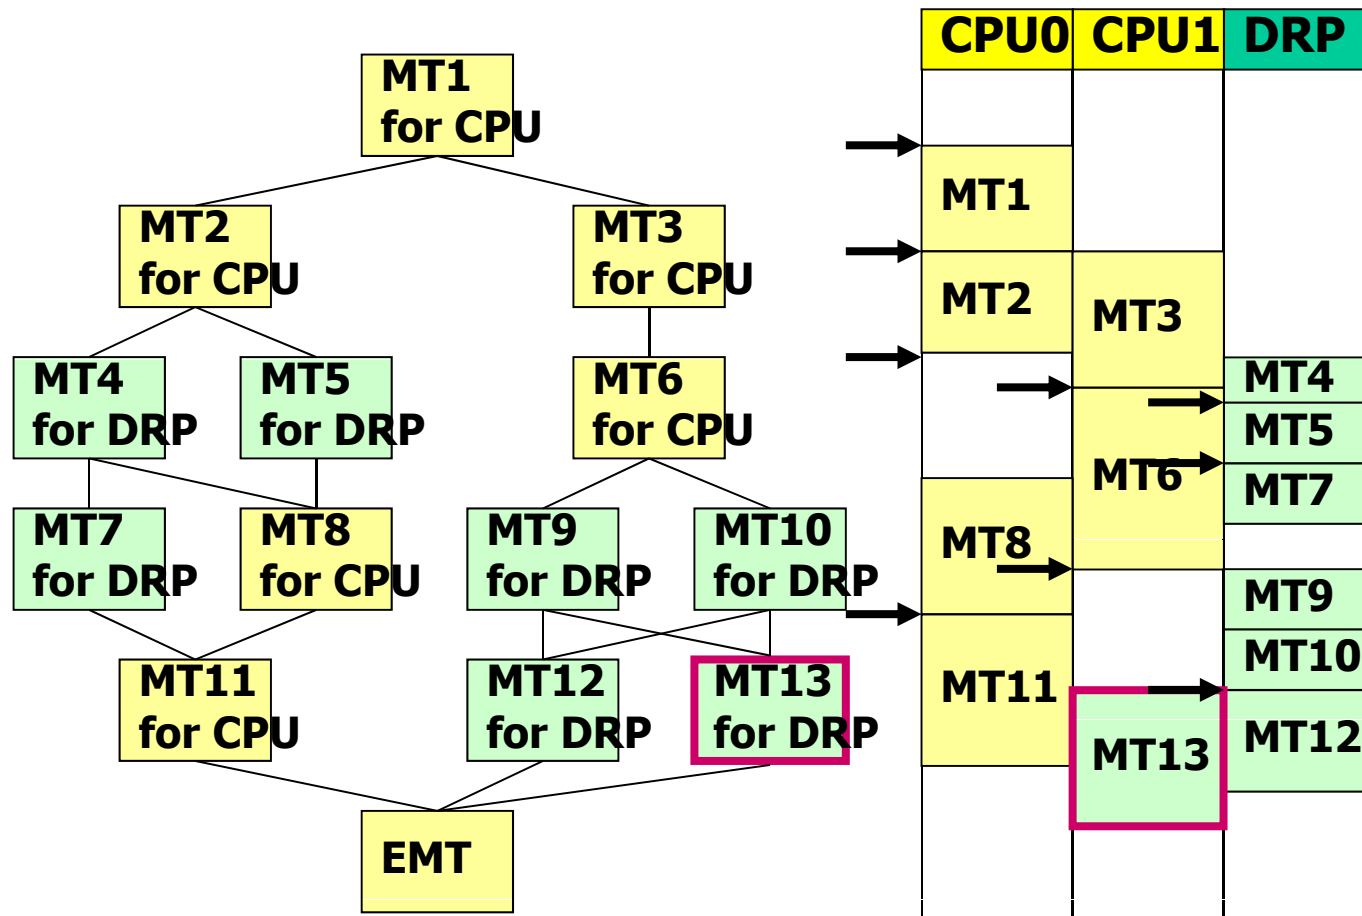 MT1
for CPU
MT2
for CPU
MT3
for CPU
MT4
for DRP
MT5
for DRP
MT6
for CPU
MT7
for DRP
MT8
for CPU
MT9
for DRP
MT10
for DRP
MT11
for CPU
MT12
for DRP
MT13
for DRP
EMT
CPU0 CPU1 DRP
MT1
MT2
MT3
MT4
MT5
MT6
MT7
MT8
MT9
MT10
MT11
MT12
MT13